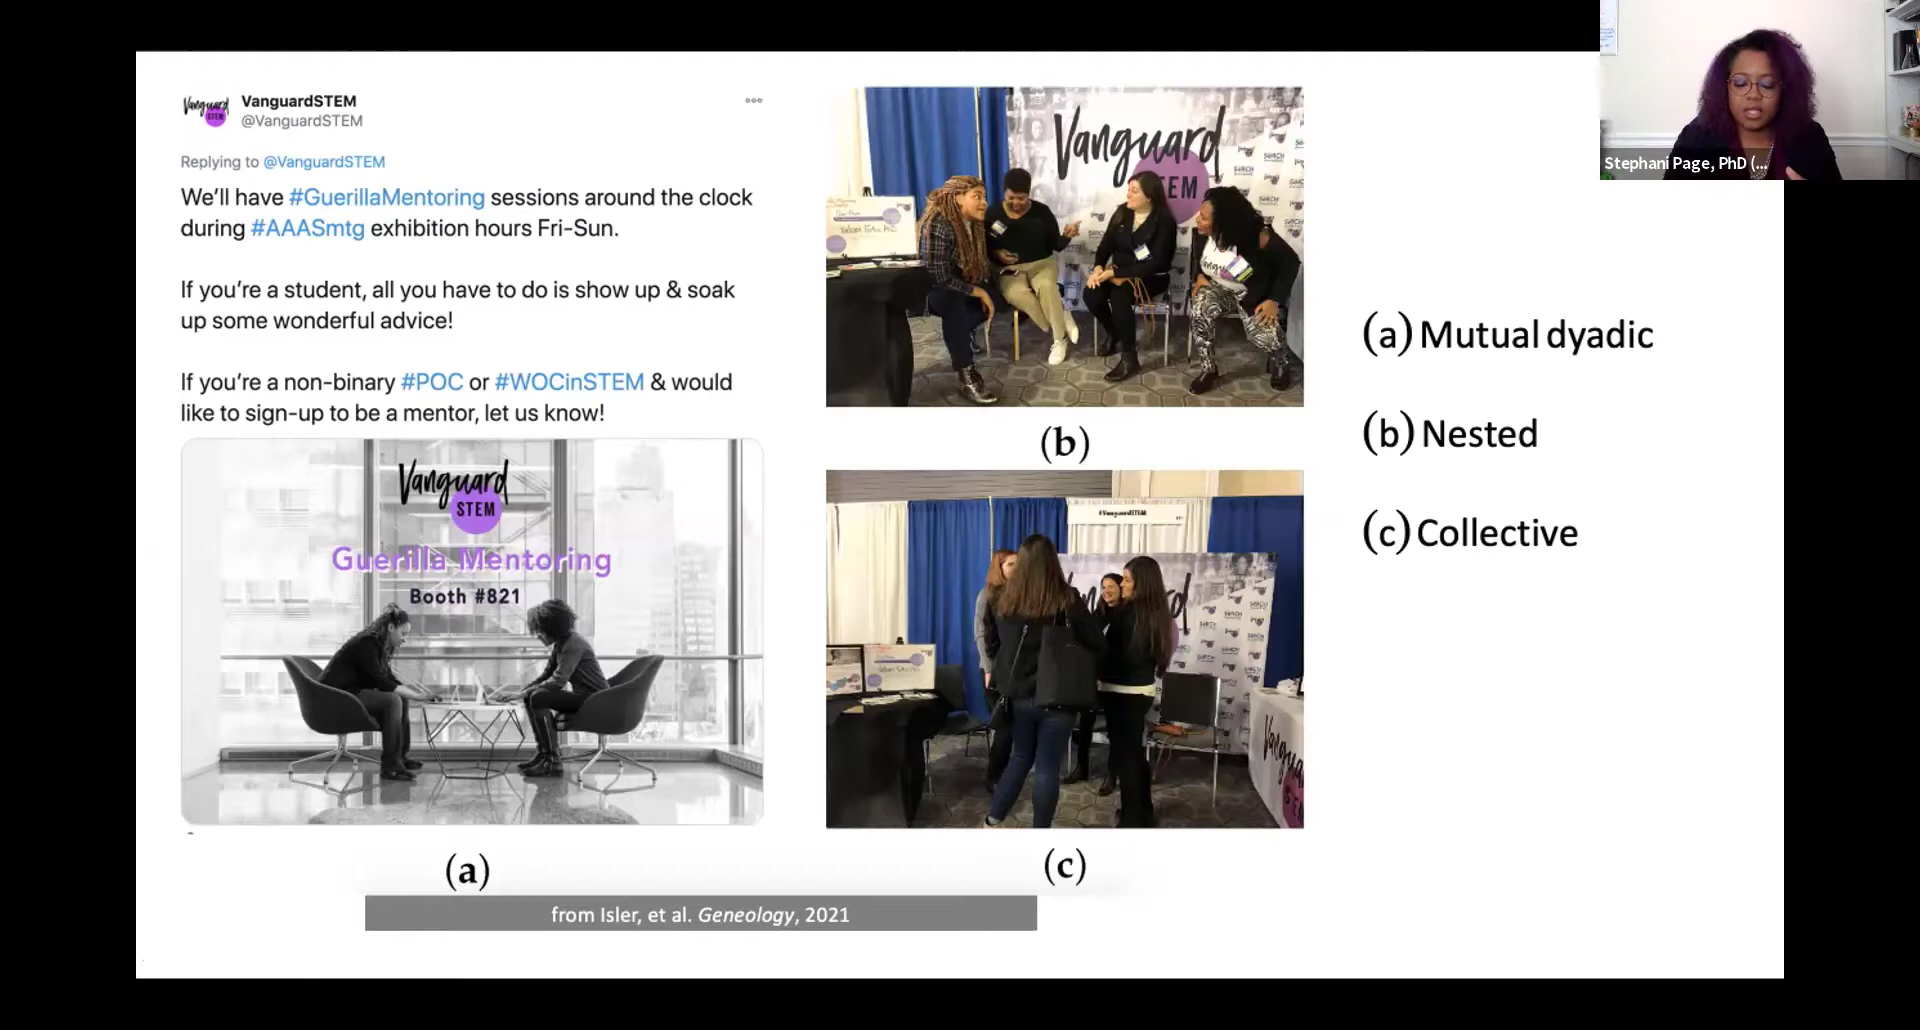 Vanguard
STEM
VanguardSTEM
@VanguardSTEM
Replying to @VanguardSTEM
We'll have #GuerillaMentoring sessions around the clock
during #AAASmtg exhibition hours Fri-Sun.
If you're a student, all you have to do is show up & soak
up some wonderful advice!
If you're a non-binary #POC or #WOCinSTEM & would
like to sign-up to be a mentor, let us know!
Vanguard
STEM
Guerilla Mentoring
Booth #821
(a)
Vanguard
STEM
(b)
#VanguardSTEM
(c)
from Isler, et al. Geneology, 2021
(a) Mutual dyadic
(b) Nested
(c) Collective
Stephani Page, PhD (...